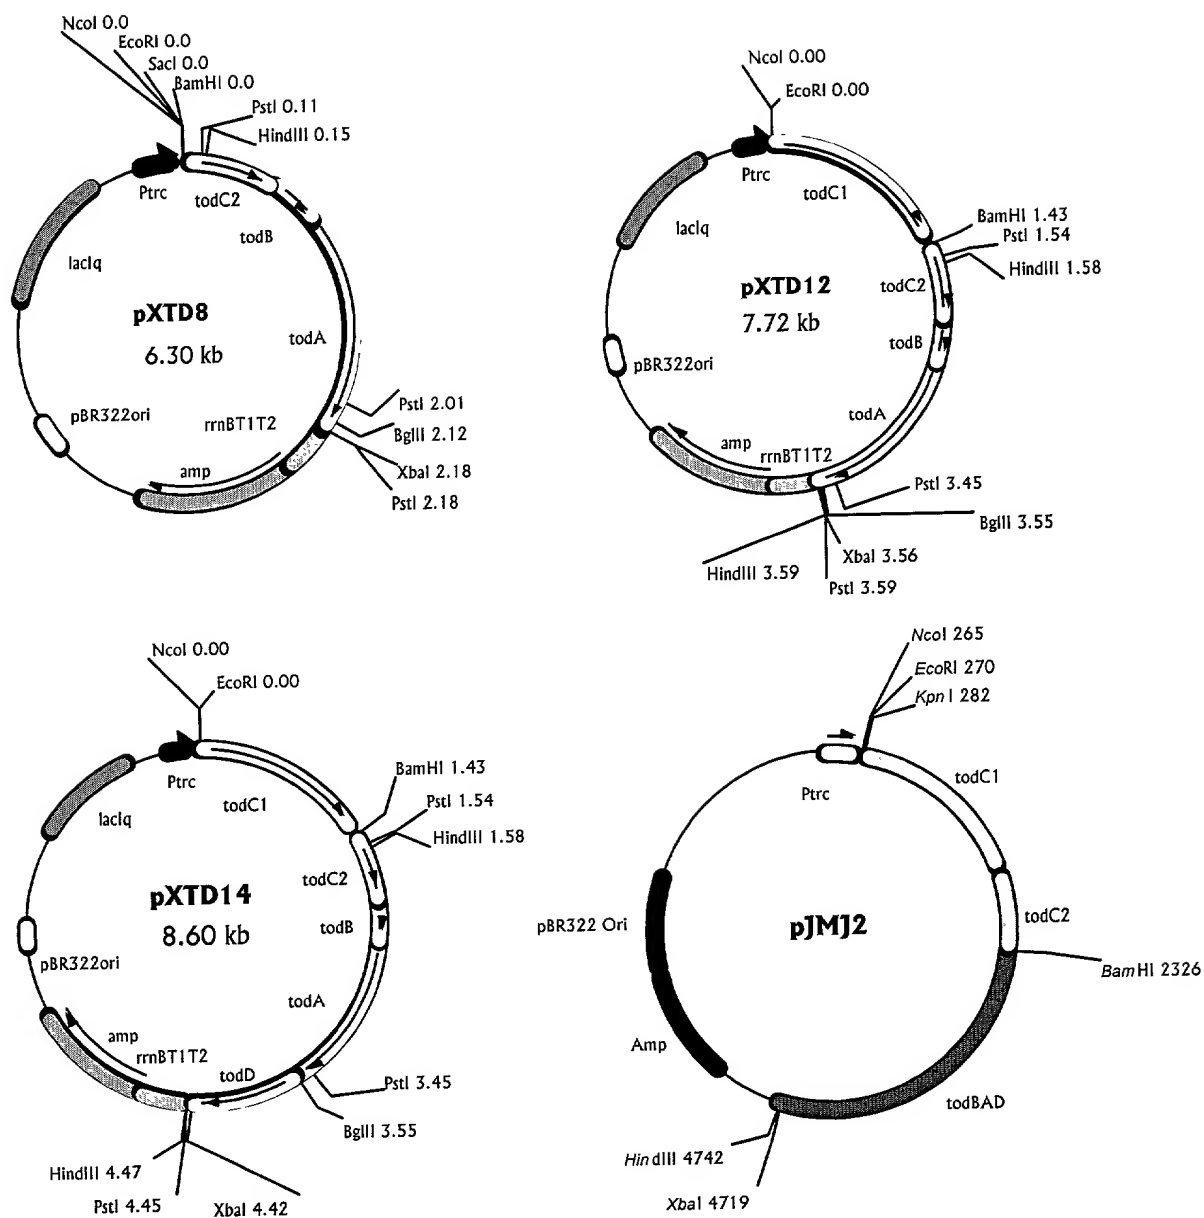 NcoI 0.0
EcoRI 0.0
SacI 0.0
BamHI 0.0
PstI 0.11
HindIII 0.15
Ptrc
todC2
todB
lacIq
pXTD8
6.30 kb
todA
pBR322ori
rrnBT1T2
amp
PstI 2.01
BglII 2.12
XbaI 2.18
PstI 2.18
NcoI 0.00
EcoRI 0.00
Ptrc
todC1
lacIq
BamHI 1.43
PstI 1.54
HindIII 1.58
pXTD12
7.72 kb
todC2
todB
pBR322ori
todA
amp
rrnBT1T2
PstI 3.45
BglII 3.55
XbaI 3.56
HindIII 3.59
PstI 3.59
NcoI 0.00
EcoRI 0.00
Ptrc
todC1
lacIq
BamHI 1.43
PstI 1.54
HindIII 1.58
pXTD14
8.60 kb
todC2
todB
pBR322ori
todA
amp
rrnBT1T2
todD
PstI 3.45
BglII 3.55
HindIII 4.47
PstI 4.45
XbaI 4.42
NcoI 265
EcoRI 270
KpnI 282
Ptrc
todC1
pBR322 Ori
pJMJ2
todC2
BamHI 2326
Amp
todBAD
HindIII 4742
XbaI 4719